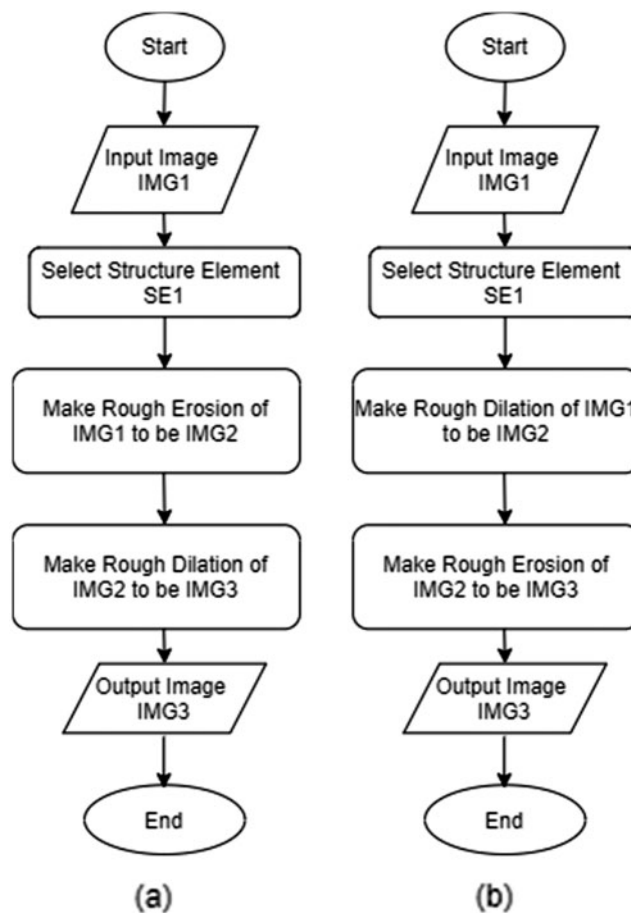 Start
Input Image
IMG1
Select Structure Element
SE1
Make Rough Erosion of
IMG1 to be IMG2
Make Rough Dilation of
IMG2 to be IMG3
Output Image
IMG3
End
(a)
Start
Input Image
IMG1
Select Structure Element
SE1
Make Rough Dilation of IMG1
to be IMG2
Make Rough Erosion of
IMG2 to be IMG3
Output Image
IMG3
End
(b)